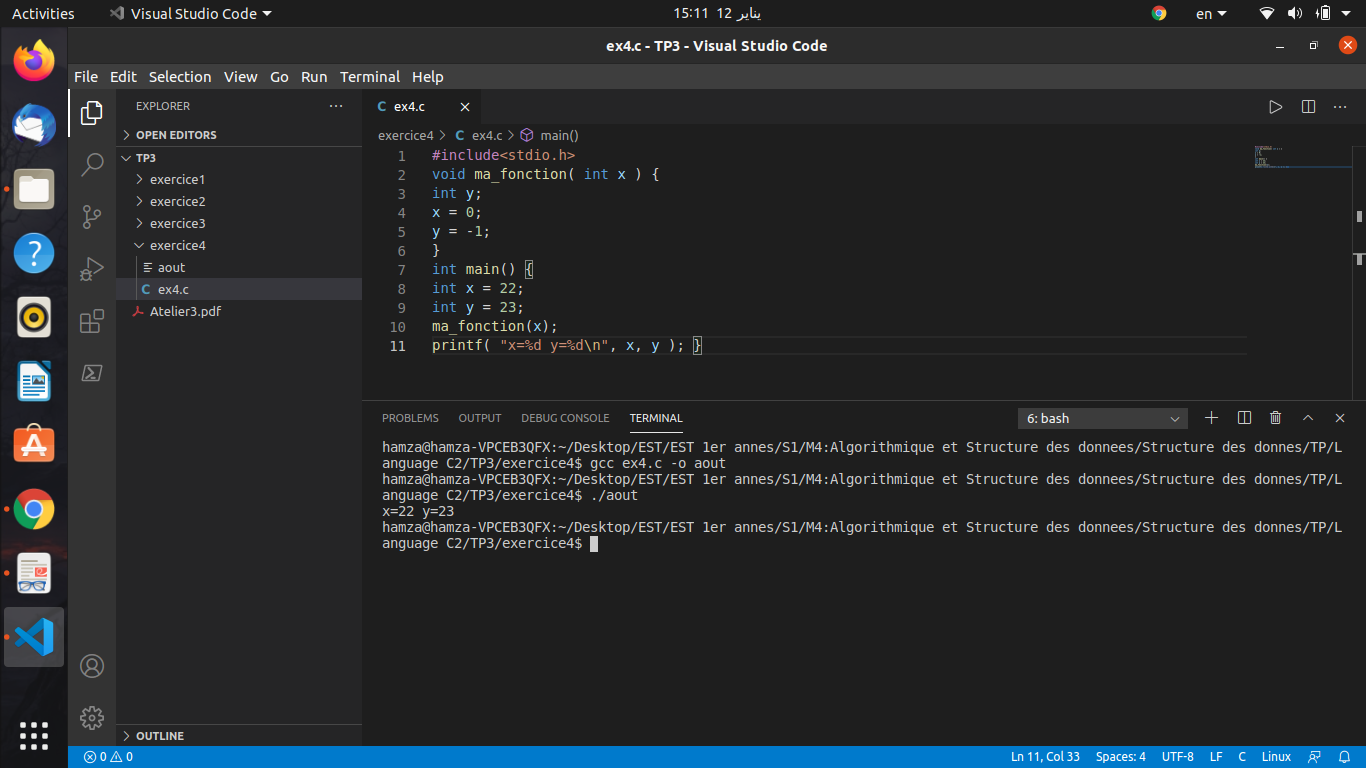 Activities Visual Studio Code 15:11 12 يناير en
ex4.c - TP3 - Visual Studio Code
File Edit Selection View Go Run Terminal Help
EXPLORER
OPEN EDITORS
TP3
exercice1
exercice2
exercice3
exercice4
aout
C ex4.c
Atelier3.pdf
OUTLINE
C ex4.c
exercice4 > C ex4.c > main()
1 #include<stdio.h>
2 void ma_fonction( int x ) {
3 int y;
4 x = 0;
5 y = -1;
6 }
7 int main() {
8 int x = 22;
9 int y = 23;
10 ma_fonction(x);
11 printf( "x=%d y=%d\n", x, y ); }
PROBLEMS OUTPUT DEBUG CONSOLE TERMINAL 6: bash
hamza@hamza-VPCEB3QFX:~/Desktop/EST/EST 1er annes/S1/M4:Algorithmique et Structure des donnees/Structure des donnes/TP/L
anguage C2/TP3/exercice4$ gcc ex4.c -o aout
hamza@hamza-VPCEB3QFX:~/Desktop/EST/EST 1er annes/S1/M4:Algorithmique et Structure des donnees/Structure des donnes/TP/L
anguage C2/TP3/exercice4$ ./aout
x=22 y=23
hamza@hamza-VPCEB3QFX:~/Desktop/EST/EST 1er annes/S1/M4:Algorithmique et Structure des donnees/Structure des donnes/TP/L
anguage C2/TP3/exercice4$
0 0 Ln 11, Col 33 Spaces: 4 UTF-8 LF C Linux